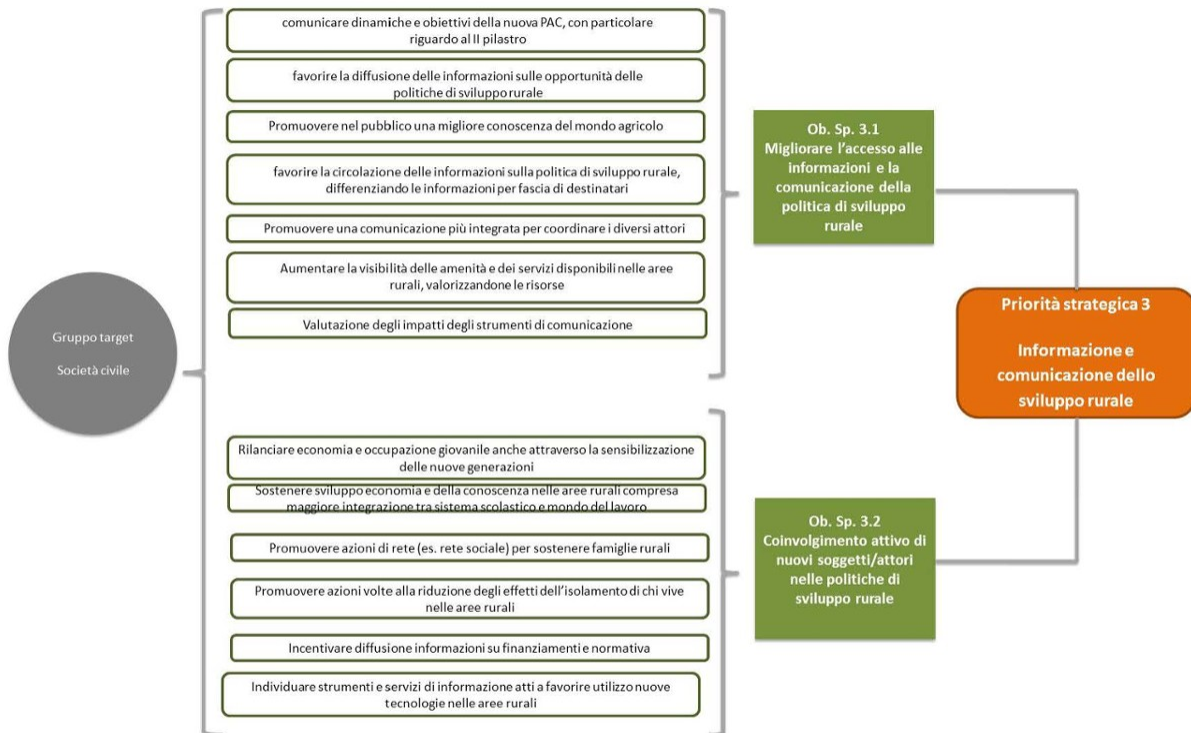 comunicare dinamiche e obiettivi della nuova PAC, con particolare
riguardo al II pilastro
favorire la diffusione delle informazioni sulle opportunità delle
politiche di sviluppo rurale
Promuovere nel pubblico una migliore conoscenza del mondo agricolo
favorire la circolazione delle informazioni sulla politica di sviluppo rurale,
differenziando le informazioni per fascia di destinatari
Promuovere una comunicazione più integrata per coordinare i diversi attori
Aumentare la visibilità delle amenità e dei servizi disponibili nelle aree
rurali, valorizzandone le risorse
Valutazione degli impatti degli strumenti di comunicazione
Ob. Sp. 3.1
Migliorare l'accesso alle
informazioni e la
comunicazione della
politica di sviluppo
rurale
Gruppo target
Società civile
Priorità strategica 3
Informazione e
comunicazione dello
sviluppo rurale
Rilanciare economia e occupazione giovanile anche attraverso la sensibilizzazione
delle nuove generazioni
Sostenere sviluppo economia e della conoscenza nelle aree rurali compresa
maggiore integrazione tra sistema scolastico e mondo del lavoro
Promuovere azioni di rete (es. rete sociale) per sostenere famiglie rurali
Promuovere azioni volte alla riduzione degli effetti dell'isolamento di chi vive
nelle aree rurali
Incentivare diffusione informazioni su finanziamenti e normativa
Individuare strumenti e servizi di informazione atti a favorire utilizzo nuove
tecnologie nelle aree rurali
Ob. Sp. 3.2
Coinvolgimento attivo di
nuovi soggetti/attori
nelle politiche di
sviluppo rurale